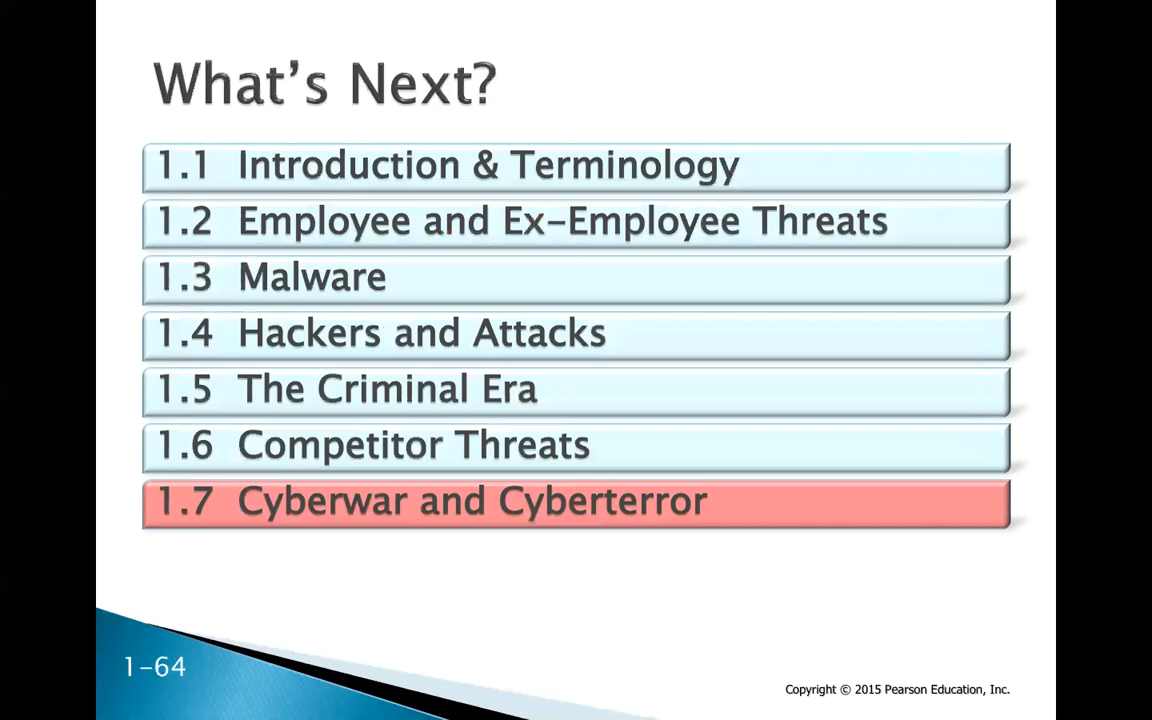 What's Next?
1.1 Introduction & Terminology
1.2 Employee and Ex-Employee Threats
1.3 Malware
1.4 Hackers and Attacks
1.5 The Criminal Era
1.6 Competitor Threats
1.7 Cyberwar and Cyberterror
1-64
Copyright © 2015 Pearson Education, Inc.